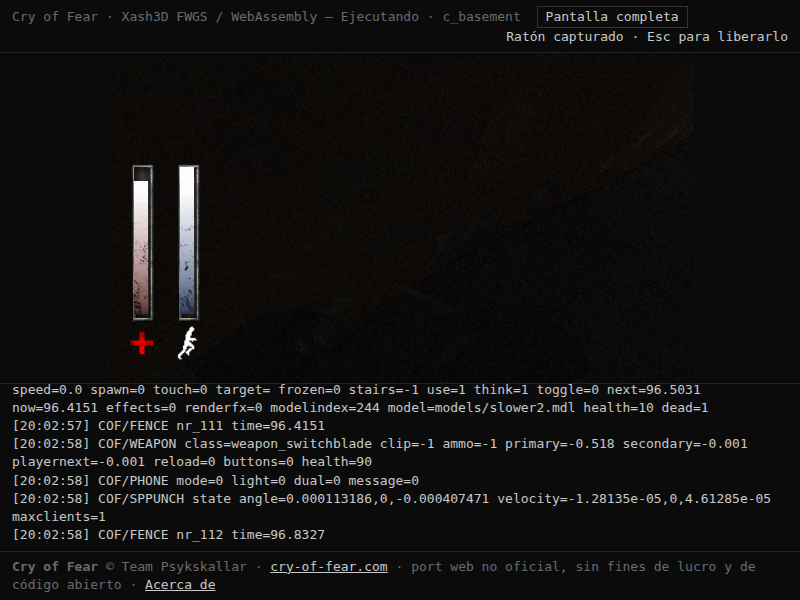 Cry of Fear · Xash3D FWGS / WebAssembly — Ejecutando · c_basement
Pantalla completa
Ratón capturado · Esc para liberarlo
speed=0.0 spawn=0 touch=0 target= frozen=0 stairs=-1 use=1 think=1 toggle=0 next=96.5031
now=96.4151 effects=0 renderfx=0 modelindex=244 model=models/slower2.mdl health=10 dead=1
[20:02:57] COF/FENCE nr_111 time=96.4151
[20:02:58] COF/WEAPON class=weapon_switchblade clip=-1 ammo=-1 primary=-0.518 secondary=-0.001
playernext=-0.001 reload=0 buttons=0 health=90
[20:02:58] COF/PHONE mode=0 light=0 dual=0 message=0
[20:02:58] COF/SPPUNCH state angle=0.000113186,0,-0.000407471 velocity=-1.28135e-05,0,4.61285e-05
maxclients=1
[20:02:58] COF/FENCE nr_112 time=96.8327
Cry of Fear © Team Psykskallar · cry-of-fear.com · port web no oficial, sin fines de lucro y de
código abierto · Acerca de